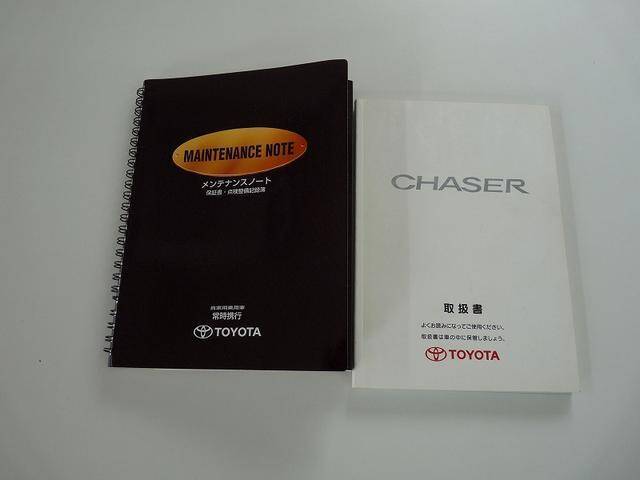 MAINTENANCE NOTE
メンテナンスノート
保証書・点検整備記録簿
自家用乗用車
常時携行
TOYOTA
CHASER
取扱書
よくお読みになってご使用ください。
取扱書は車の中に保管しましょう。
TOYOTA